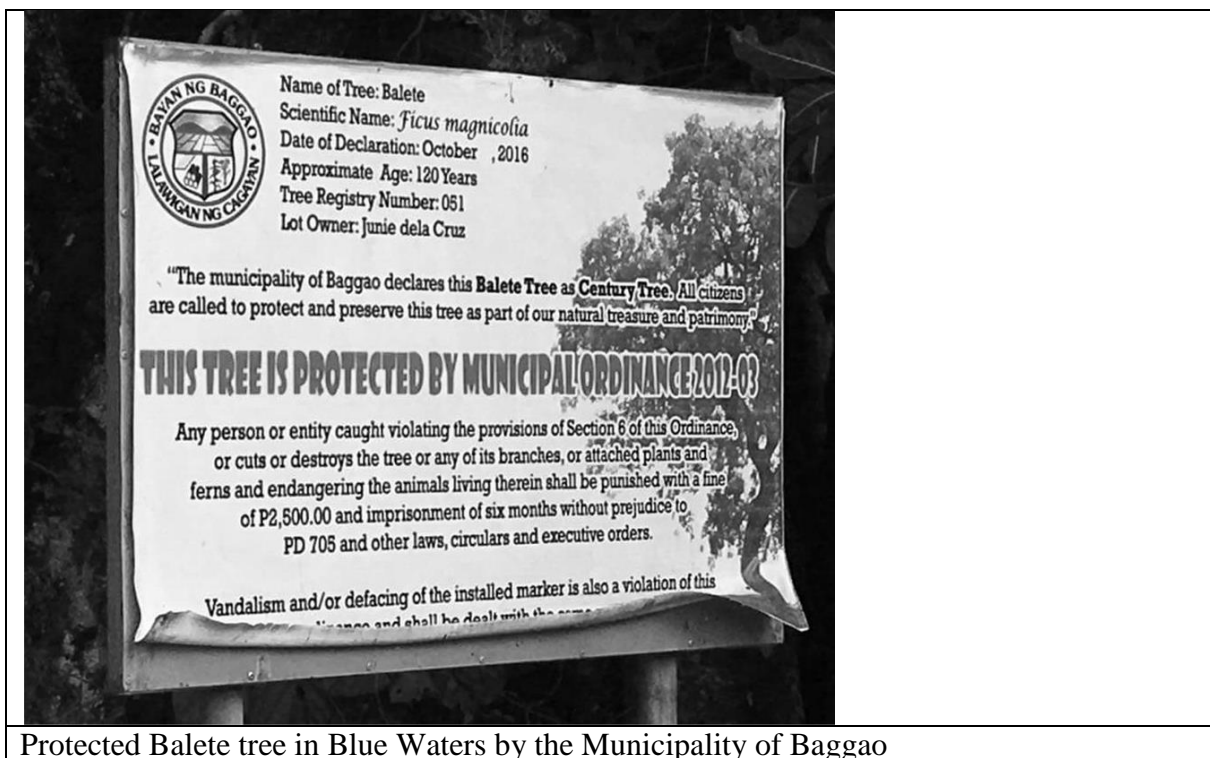 BAYAN NG BAGGAO
LALAWIGAN NG CAGAYAN
Name of Tree: Balete
Scientific Name: Ficus magnicolia
Date of Declaration: October , 2016
Approximate Age: 120 Years
Tree Registry Number: 051
Lot Owner: Junie dela Cruz
"The municipality of Baggao declares this Balete Tree as Century Tree. All citizens
are called to protect and preserve this tree as part of our natural treasure and patrimony."
THIS TREE IS PROTECTED BY MUNICIPAL ORDINANCE 2012-03
Any person or entity caught violating the provisions of Section 6 of this Ordinance,
or cuts or destroys the tree or any of its branches, or attached plants and
ferns and endangering the animals living therein shall be punished with a fine
of P2,500.00 and imprisonment of six months without prejudice to
PD 705 and other laws, circulars and executive orders.
Vandalism and/or defacing of the installed marker is also a violation of this
and shall be dealt with the
Protected Balete tree in Blue Waters by the Municipality of Baggao